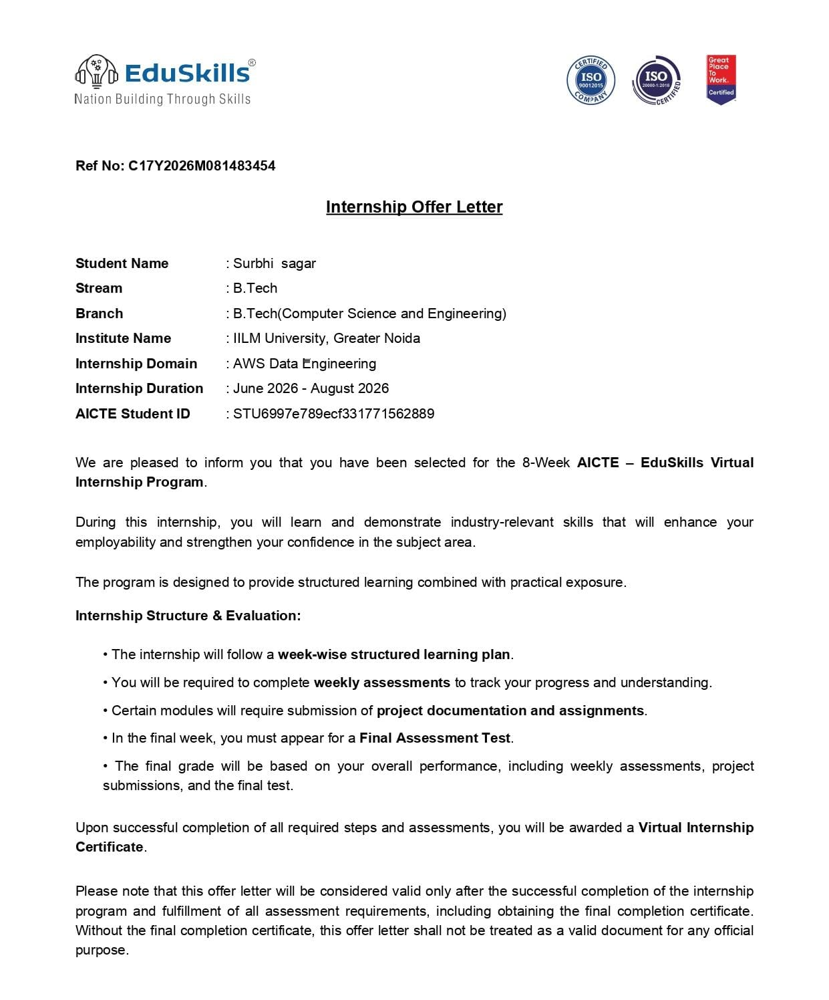 EduSkills®
Nation Building Through Skills
CERTIFIED
ISO
9001:2015
COMPANY
ISO
20000-1:2018
CERTIFIED
Great
Place
To
Work.
Certified
Ref No: C17Y2026M081483454
Internship Offer Letter
Student Name : Surbhi sagar
Stream : B.Tech
Branch : B.Tech(Computer Science and Engineering)
Institute Name : IILM University, Greater Noida
Internship Domain : AWS Data Engineering
Internship Duration : June 2026 - August 2026
AICTE Student ID : STU6997e789ecf331771562889
We are pleased to inform you that you have been selected for the 8-Week AICTE – EduSkills Virtual
Internship Program.
During this internship, you will learn and demonstrate industry-relevant skills that will enhance your
employability and strengthen your confidence in the subject area.
The program is designed to provide structured learning combined with practical exposure.
Internship Structure & Evaluation:
• The internship will follow a week-wise structured learning plan.
• You will be required to complete weekly assessments to track your progress and understanding.
• Certain modules will require submission of project documentation and assignments.
• In the final week, you must appear for a Final Assessment Test.
• The final grade will be based on your overall performance, including weekly assessments, project
submissions, and the final test.
Upon successful completion of all required steps and assessments, you will be awarded a Virtual Internship
Certificate.
Please note that this offer letter will be considered valid only after the successful completion of the internship
program and fulfillment of all assessment requirements, including obtaining the final completion certificate.
Without the final completion certificate, this offer letter shall not be treated as a valid document for any official
purpose.